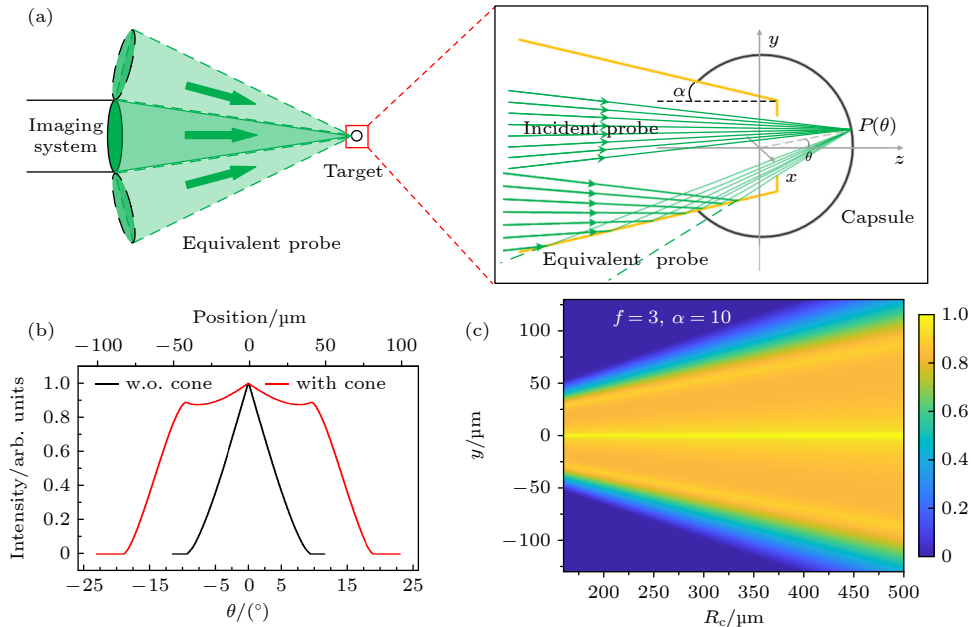 (a)
Imaging
system
Target
Equivalent probe
y
α
Incident probe
P(θ)
θ
z
x
Capsule
Equivalent probe
(b)
Position/µm
−100 −50 0 50 100
w.o. cone with cone
Intensity/arb. units
1.0
0.8
0.6
0.4
0.2
0
−25 −15 −5 0 5 15 25
θ/(°)
(c)
f = 3, α = 10
y/µm
100
50
0
−50
−100
200 250 300 350 400 450 500
R_c/µm
1.0
0.8
0.6
0.4
0.2
0